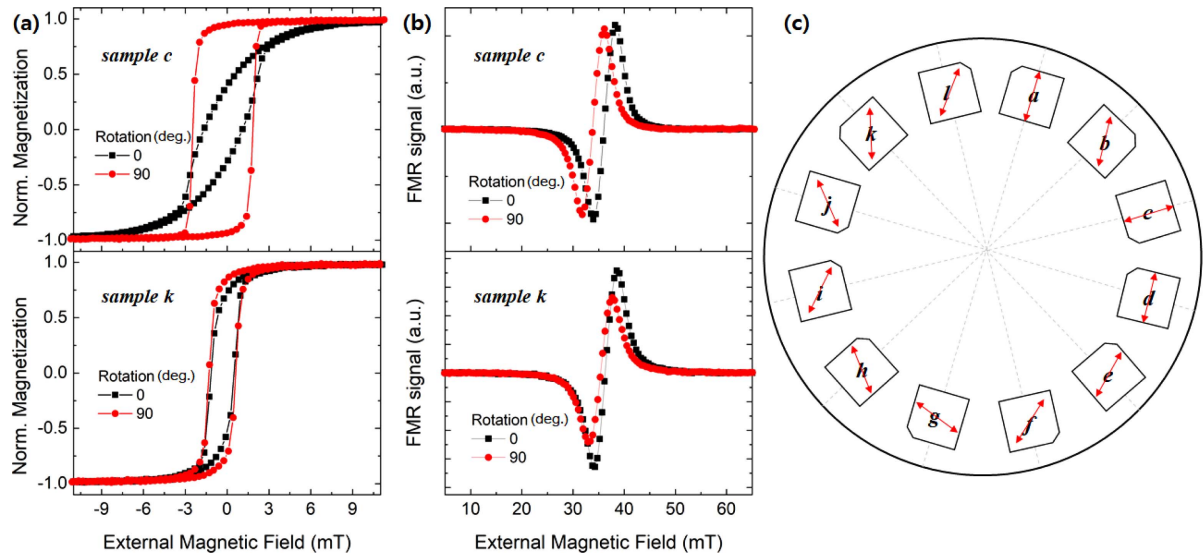 (a)
Norm. Magnetization
1.0
0.5
0.0
-0.5
-1.0
sample c
Rotation (deg.)
0
90
Norm. Magnetization
1.0
0.5
0.0
-0.5
-1.0
sample k
Rotation (deg.)
0
90
-9 -6 -3 0 3 6 9
External Magnetic Field (mT)
(b)
FMR signal (a.u.)
sample c
Rotation (deg.)
0
90
FMR signal (a.u.)
sample k
Rotation (deg.)
0
90
10 20 30 40 50 60
External Magnetic Field (mT)
(c)
l
a
k
b
j
c
i
d
h
e
g
f